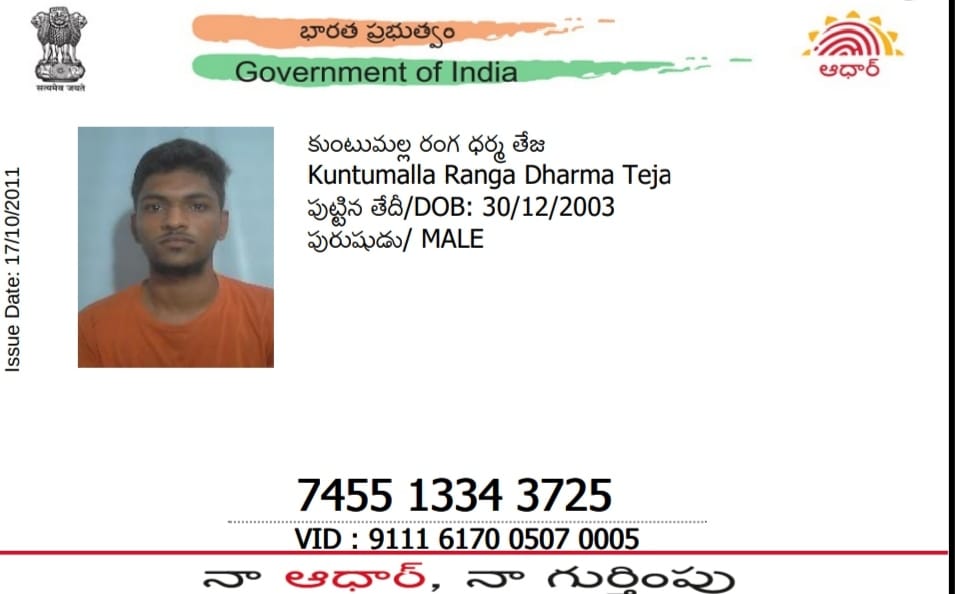 భారత ప్రభుత్వం
Government of India
सत्यमेव जयते
ఆధార్
Issue Date: 17/10/2011
కుంటుమల్ల రంగ ధర్మ తేజ
Kuntumalla Ranga Dharma Teja
పుట్టిన తేదీ/DOB: 30/12/2003
పురుషుడు/ MALE
7455 1334 3725
VID : 9111 6170 0507 0005
నా ఆధార్, నా గుర్తింపు